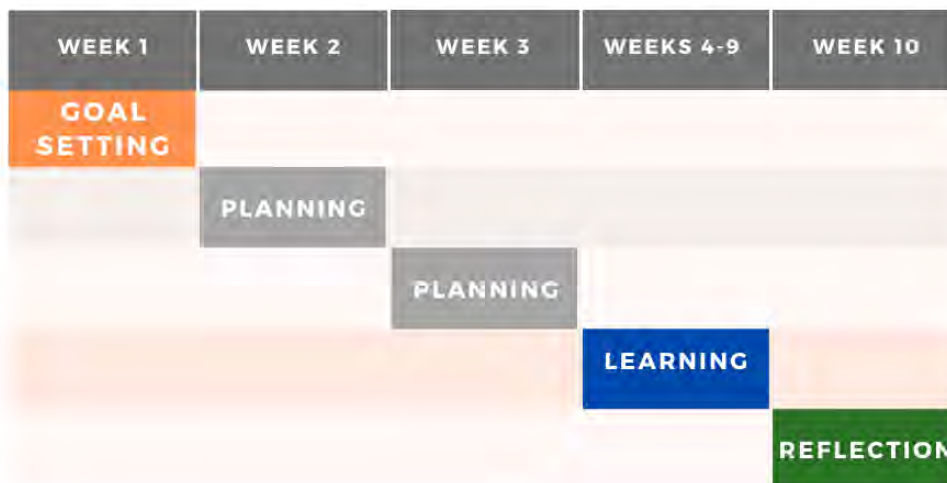 WEEK 1 WEEK 2 WEEK 3 WEEKS 4-9 WEEK 10
GOAL
SETTING
PLANNING
PLANNING
LEARNING
REFLECTION